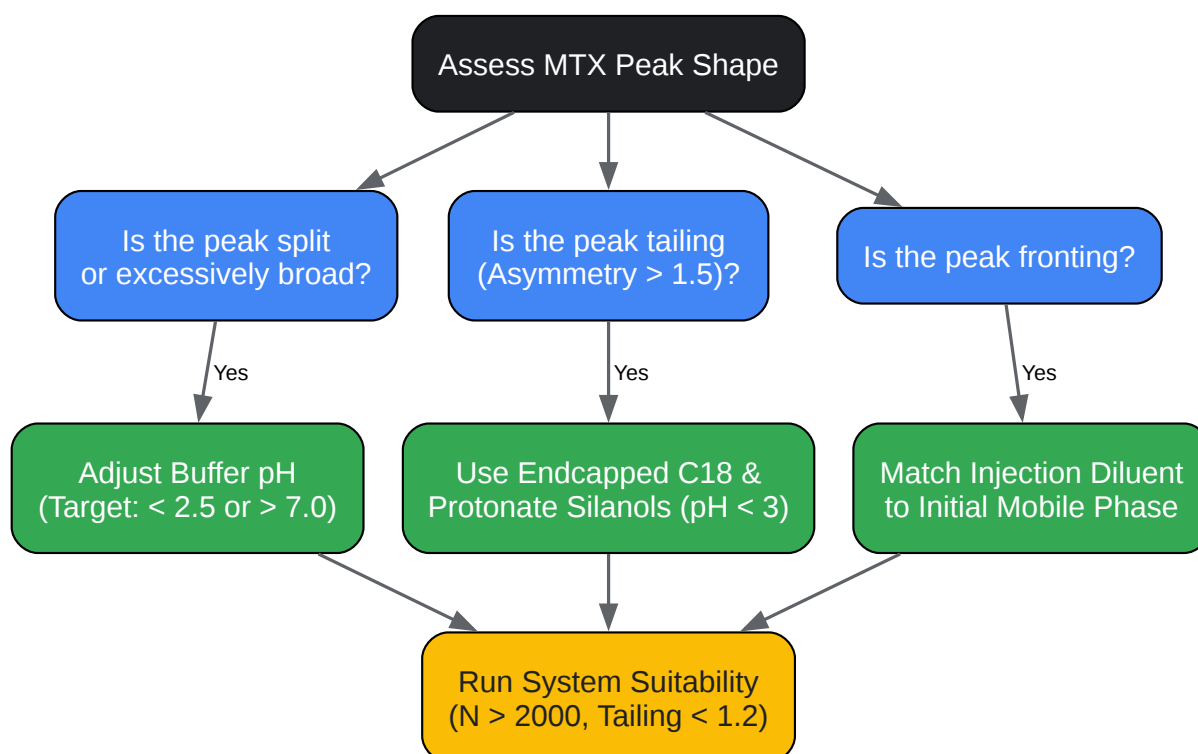 Assess MTX Peak Shape
Is the peak split
or excessively broad?
Is the peak tailing
(Asymmetry > 1.5)?
Is the peak fronting?
Yes
Yes
Yes
Adjust Buffer pH
(Target: < 2.5 or > 7.0)
Use Endcapped C18 &
Protonate Silanols (pH < 3)
Match Injection Diluent
to Initial Mobile Phase
Run System Suitability
(N > 2000, Tailing < 1.2)